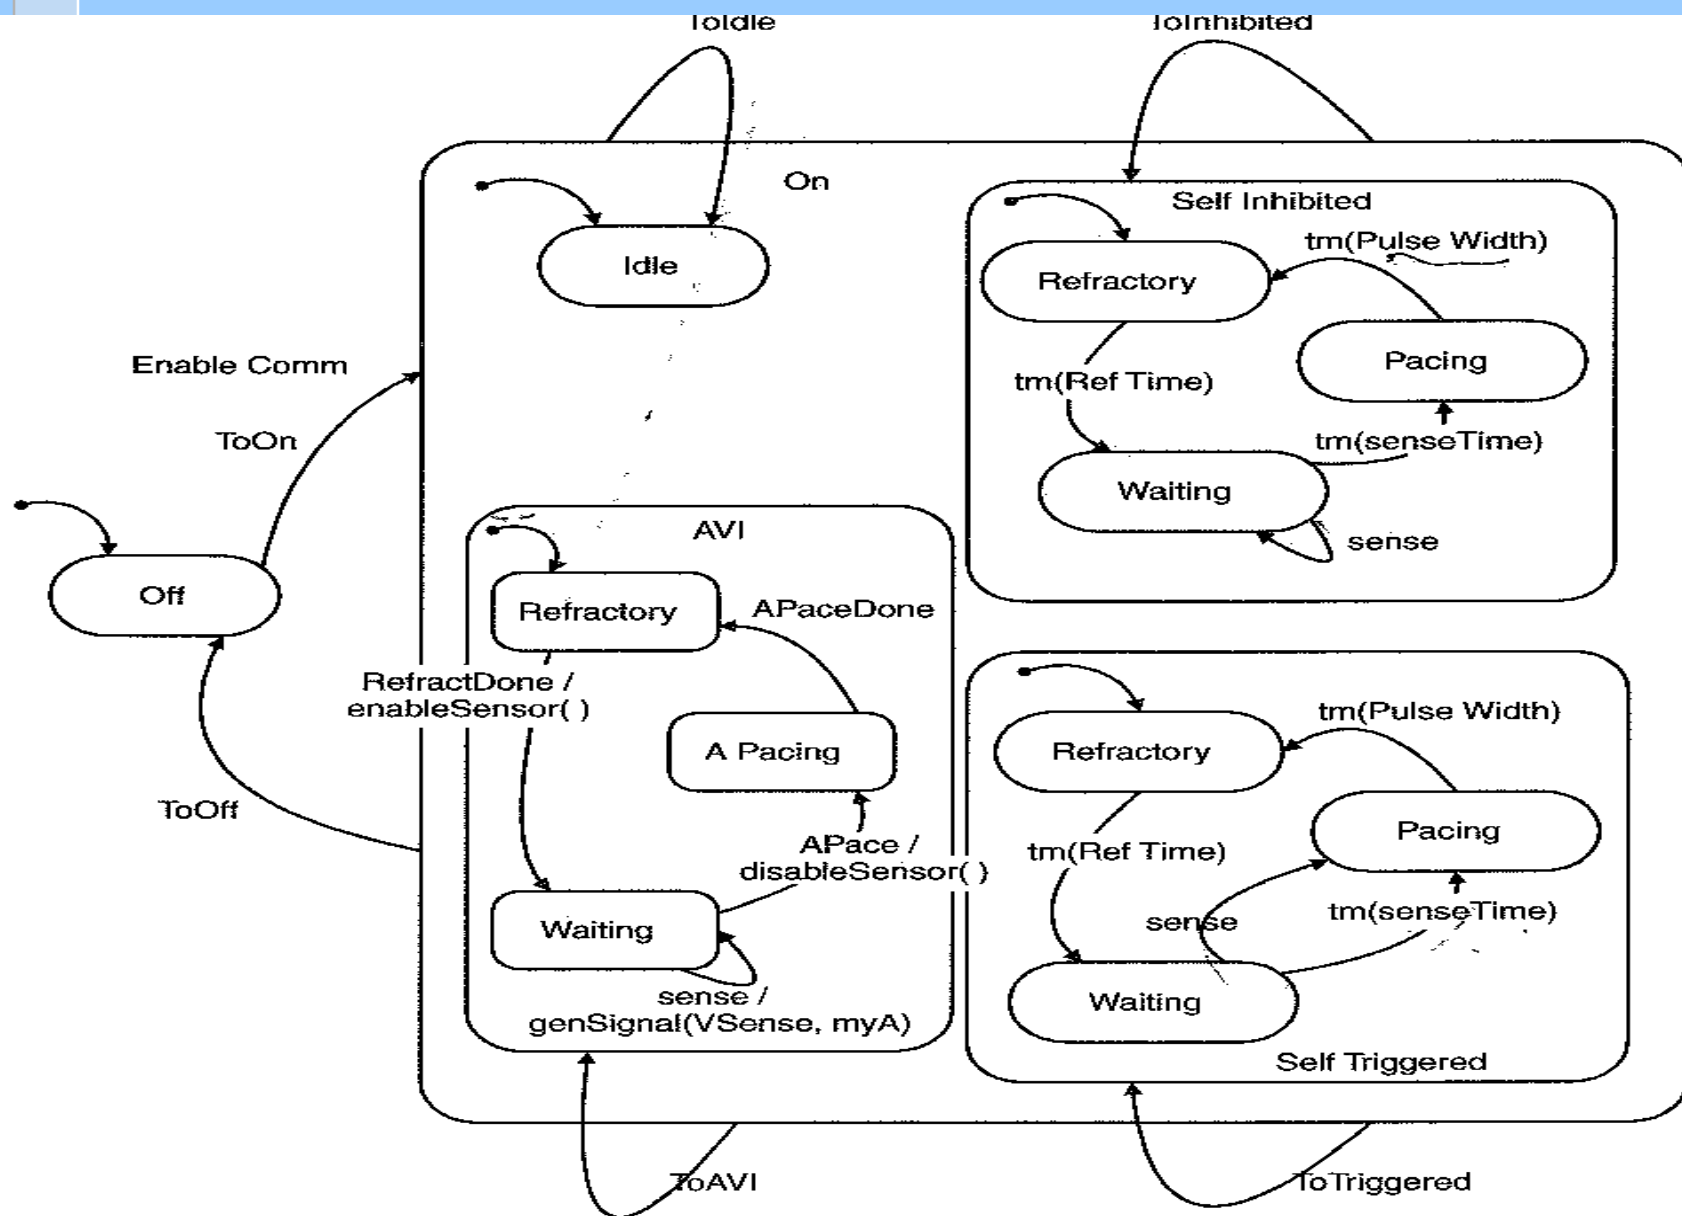 ToIdle
ToInhibited
On
Self Inhibited
Idle
tm(Pulse Width)
Refractory
Pacing
tm(Ref Time)
tm(senseTime)
Waiting
sense
Enable Comm
ToOn
Off
ToOff
AVI
Refractory
APaceDone
RefractDone /
enableSensor( )
A Pacing
APace /
disableSensor( )
Waiting
sense /
genSignal(VSense, myA)
tm(Pulse Width)
Refractory
Pacing
tm(Ref Time)
sense
tm(senseTime)
Waiting
Self Triggered
ToAVI
ToTriggered